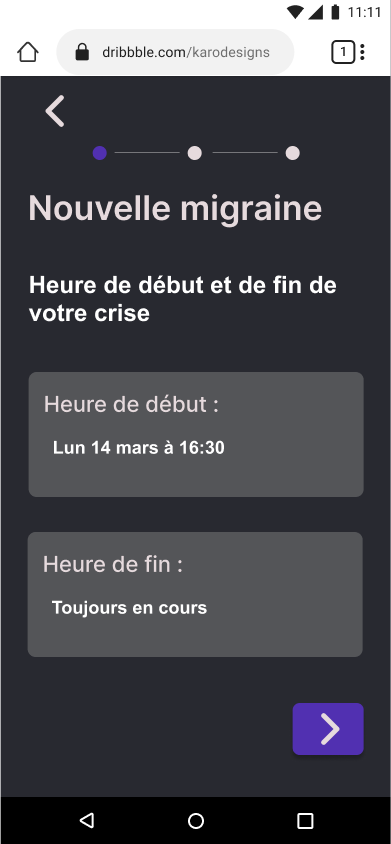 11:11
dribbble.com/karodesigns
1
Nouvelle migraine
Heure de début et de fin de
votre crise
Heure de début :
Lun 14 mars à 16:30
Heure de fin :
Toujours en cours